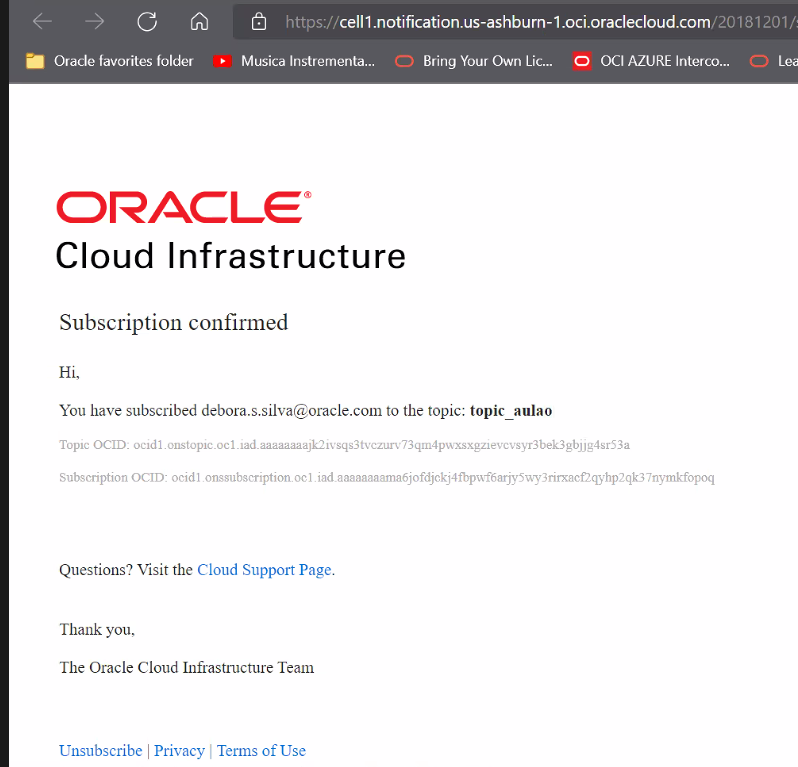 https://cell1.notification.us-ashburn-1.oci.oraclecloud.com/20181201/s
Oracle favorites folder Musica Instrementa... Bring Your Own Lic... OCI AZURE Interco... Lea
ORACLE®
Cloud Infrastructure
Subscription confirmed
Hi,
You have subscribed debora.s.silva@oracle.com to the topic: topic_aulao
Topic OCID: ocid1.onstopic.oc1.iad.aaaaaaaajk2ivsqs3tvczurv73qm4pwxsxgzievcvsyr3bek3gbjjg4sr53a
Subscription OCID: ocid1.onssubscription.oc1.iad.aaaaaaaama6jofdjckj4fbpwf6arjy5wy3rirxacf2qyhp2qk37nymkfopoq
Questions? Visit the Cloud Support Page.
Thank you,
The Oracle Cloud Infrastructure Team
Unsubscribe | Privacy | Terms of Use